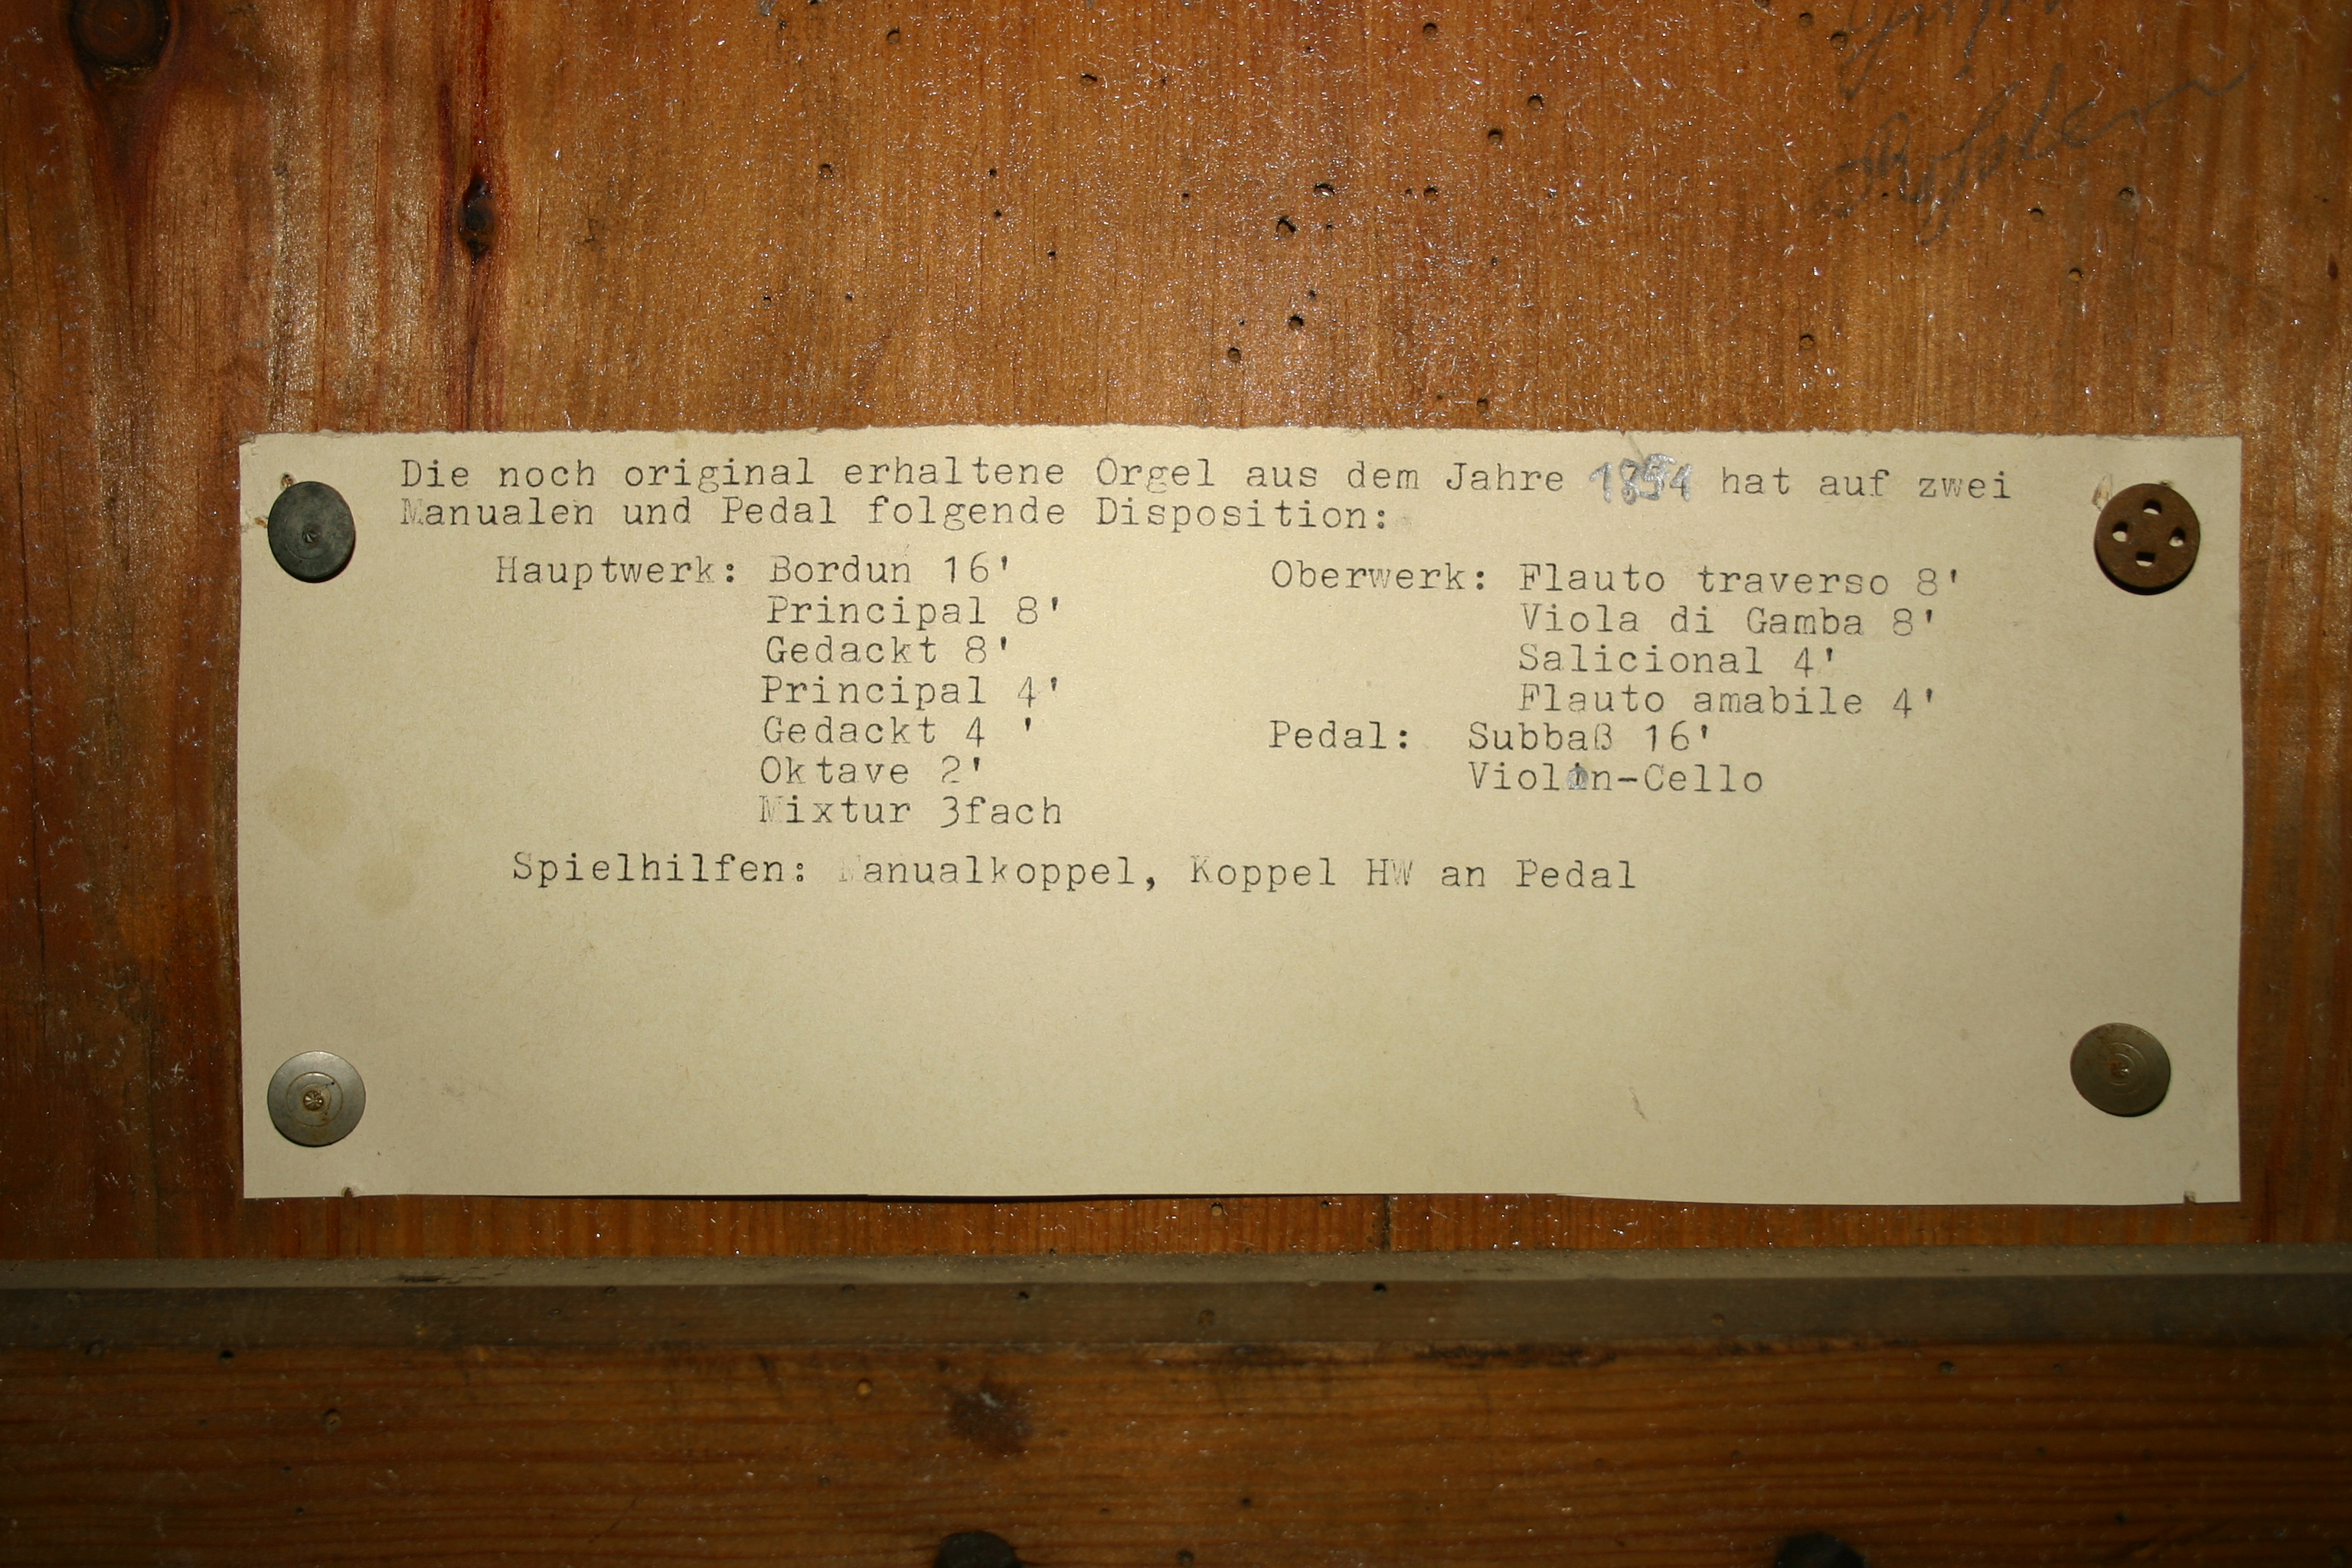 Die noch original erhaltene Orgel aus dem Jahre 1854 hat auf zwei
Manualen und Pedal folgende Disposition:
Hauptwerk: Bordun 16'
Principal 8'
Gedackt 8'
Principal 4'
Gedackt 4 '
Oktave 2'
Mixtur 3fach
Oberwerk: Flauto traverso 8'
Viola di Gamba 8'
Salicional 4'
Flauto amabile 4'
Pedal: Subbaß 16'
Violon-Cello
Spielhilfen: Manualkoppel, Koppel HW an Pedal